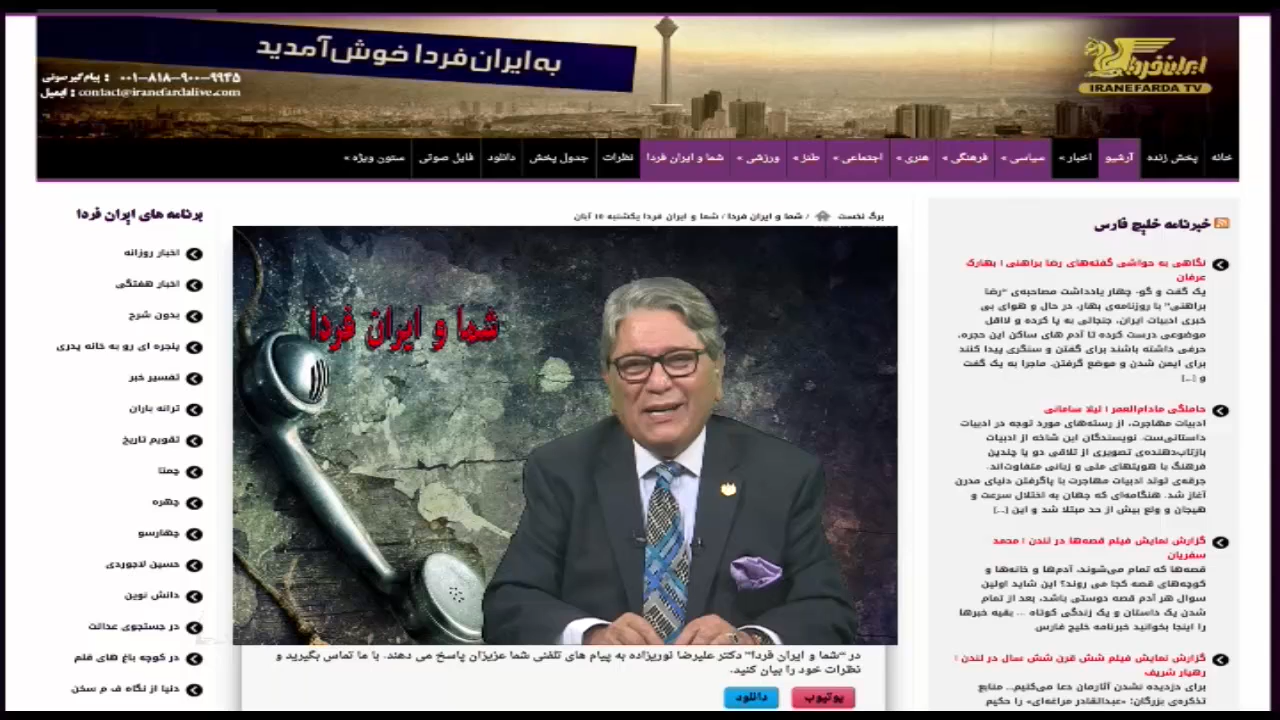 به ایران فردا خوش‌آمدید
ایران فردا
IRANEFARDA TV
پیام‌گیر صوتی : ۰۰۱-۸۱۸-۹۰۰-۹۹۴۵
ایمیل : contact@iranefardalive.com
خانه پخش زنده آرشیو اخبار » سیاسی » فرهنگی » هنری » اجتماعی » طنز » ورزشی » شما و ایران فردا نظرات جدول پخش دانلود فایل صوتی ستون ویژه »
خبرنامه خلیج فارس
نگاهی به حواشی گفته‌های رضا براهنی | بهارک
عرفان
یک گفت و گو- چهار یادداشت مصاحبه‌ی "رضا
براهنی" با روزنامه‌ی بهار، در حال و هوای بی
خبری ادبیات ایران، جنجالی به پا کرده و لااقل
موضوعی درست کرده تا آدم های ساکن این حجره،
حرفی داشته باشند برای گفتن و سنگری پیدا کنند
برای ایمن شدن و موضع گرفتن. ماجرا به یک گفت
و [...]
حاملگی مادام‌العمر | لیلا سامانی
ادبیات مهاجرت، از رسته‌های مورد توجه در ادبیات
داستانی‌ست. نویسندگان این شاخه از ادبیات
بازتاب‌دهنده‌ی تصویری از تلاقی دو یا چندین
فرهنگ با هویتهای ملی و زبانی متفاوت‌اند.
جرقه‌ی تولد ادبیات مهاجرت با پاگرفتن دنیای مدرن
آغاز شد. هنگامه‌ای که جهان به اختلال سرعت و
هیجان و ولع بیش از حد مبتلا شد و این [...]
گزارش نمایش فیلم قصه‌ها در لندن | محمد
سفریان
قصه‌ها که تمام می‌شوند، آدم‌ها و خانه‌ها و
کوچه‌های قصه کجا می روند؟ این شاید اولین
سوال هر آدم قصه دوستی باشد، بعد از تمام
شدن یک داستان و یک زندگی کوتاه ... بقیه خبرها
را اینجا بخوانید خبرنامه خلیج فارس
گزارش نمایش فیلم شش قرن شش سال در لندن |
رهیار شریف
برای دزدیده نشدن آثارمان دعا می‌کنیم... منابع
تذکره‌ی بزرگان؛ «عبدالقادر مراغه‌ای» را حکیم
برگ نخست / شما و ایران فردا / شما و ایران فردا یکشنبه 10 آبان
شما و ایران فردا
در "شما و ایران فردا" دکتر علیرضا نوریزاده به پیام های تلفنی شما عزیزان پاسخ می دهند. با ما تماس بگیرید و
نظرات خود را بیان کنید.
یوتیوب دانلود
برنامه های ایران فردا
اخبار روزانه
اخبار هفتگی
بدون شرح
پنجره ای رو به خانه پدری
تفسیر خبر
ترانه باران
تقویم تاریخ
چمتا
چهره
چهارسو
حسین لاجوردی
دانش نوین
در جستجوی عدالت
در کوچه باغ های قلم
دنیا از نگاه ف م سخن